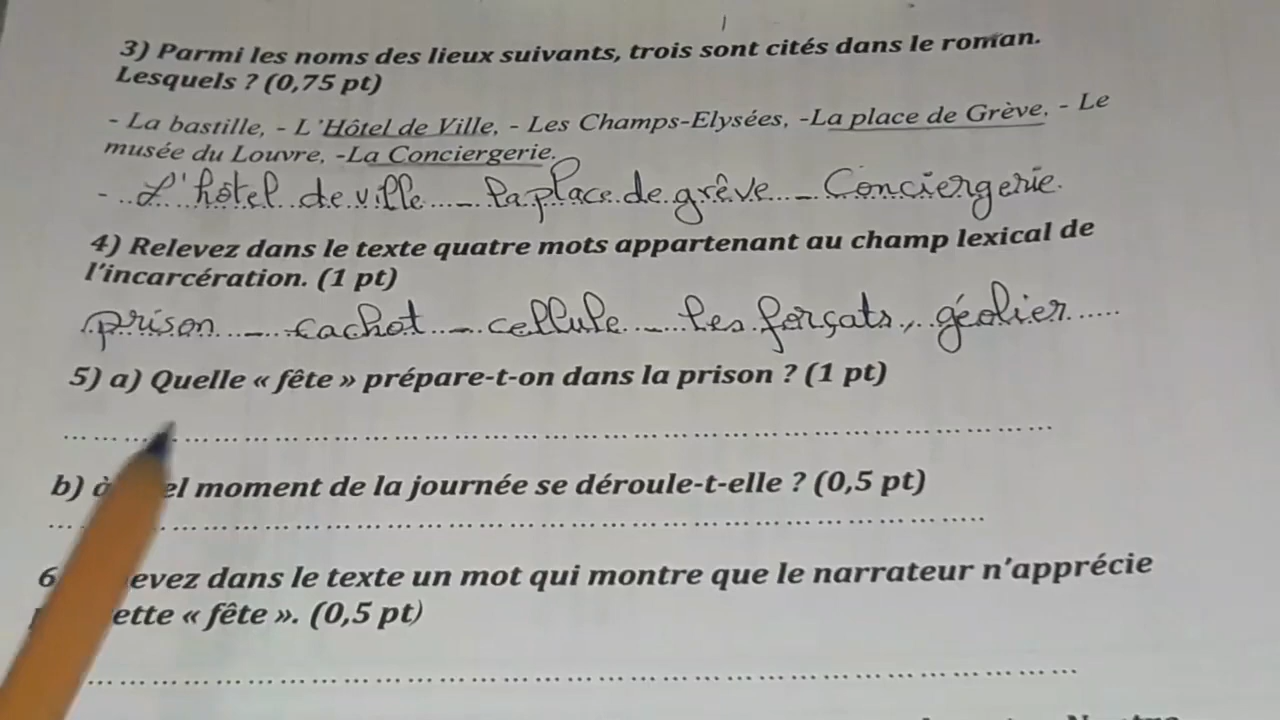 3) Parmi les noms des lieux suivants, trois sont cités dans le roman.
Lesquels ? (0,75 pt)
- La bastille, - L'Hôtel de Ville, - Les Champs-Elysées, -La place de Grève, - Le
musée du Louvre, -La Conciergerie.
- L'hôtel de ville - la place de grêve - Conciergerie.
4) Relevez dans le texte quatre mots appartenant au champ lexical de
l'incarcération. (1 pt)
prison - cachot - cellule - les forçats, géolier
5) a) Quelle « fête » prépare-t-on dans la prison ? (1 pt)
b) à el moment de la journée se déroule-t-elle ? (0,5 pt)
6 evez dans le texte un mot qui montre que le narrateur n'apprécie
ette « fête ». (0,5 pt)